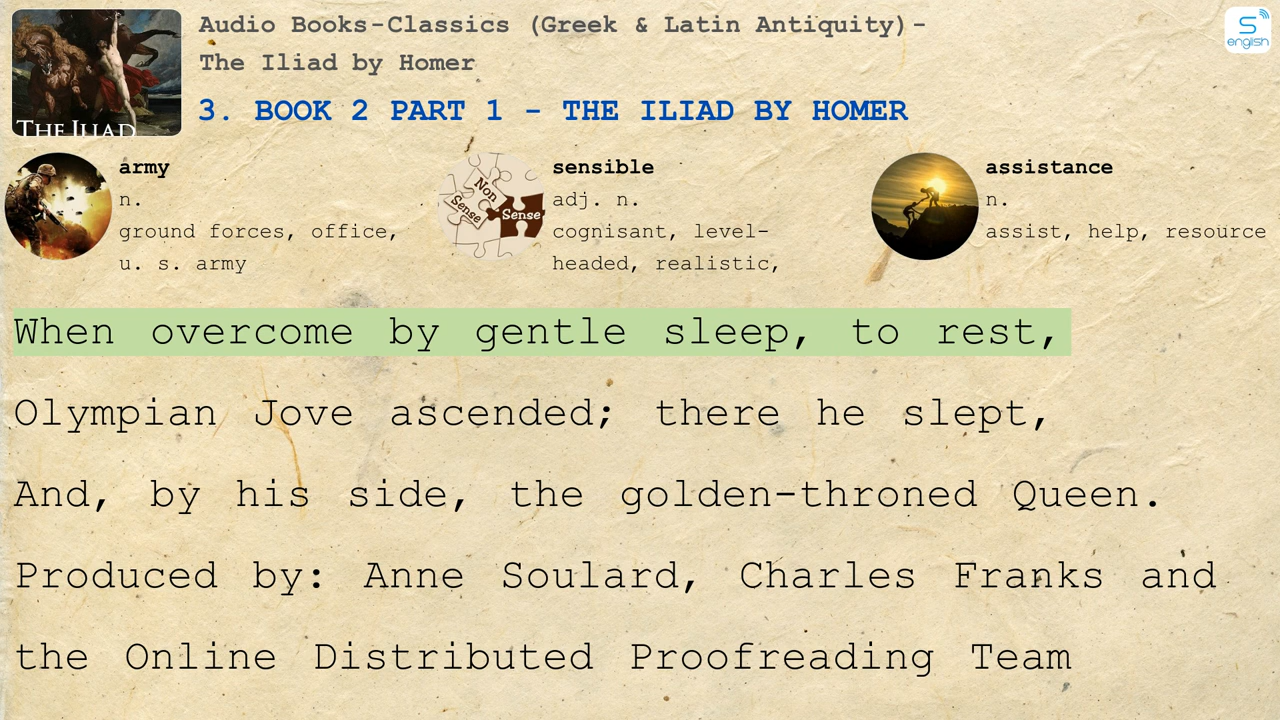 Audio Books-Classics (Greek & Latin Antiquity)-
The Iliad by Homer
3. BOOK 2 PART 1 - THE ILIAD BY HOMER
THE ILIAD
S
english
army
n.
ground forces, office,
u. s. army
Non
Sense
Sense
sensible
adj. n.
cognisant, level-
headed, realistic,
assistance
n.
assist, help, resource
When overcome by gentle sleep, to rest,
Olympian Jove ascended; there he slept,
And, by his side, the golden-throned Queen.
Produced by: Anne Soulard, Charles Franks and
the Online Distributed Proofreading Team